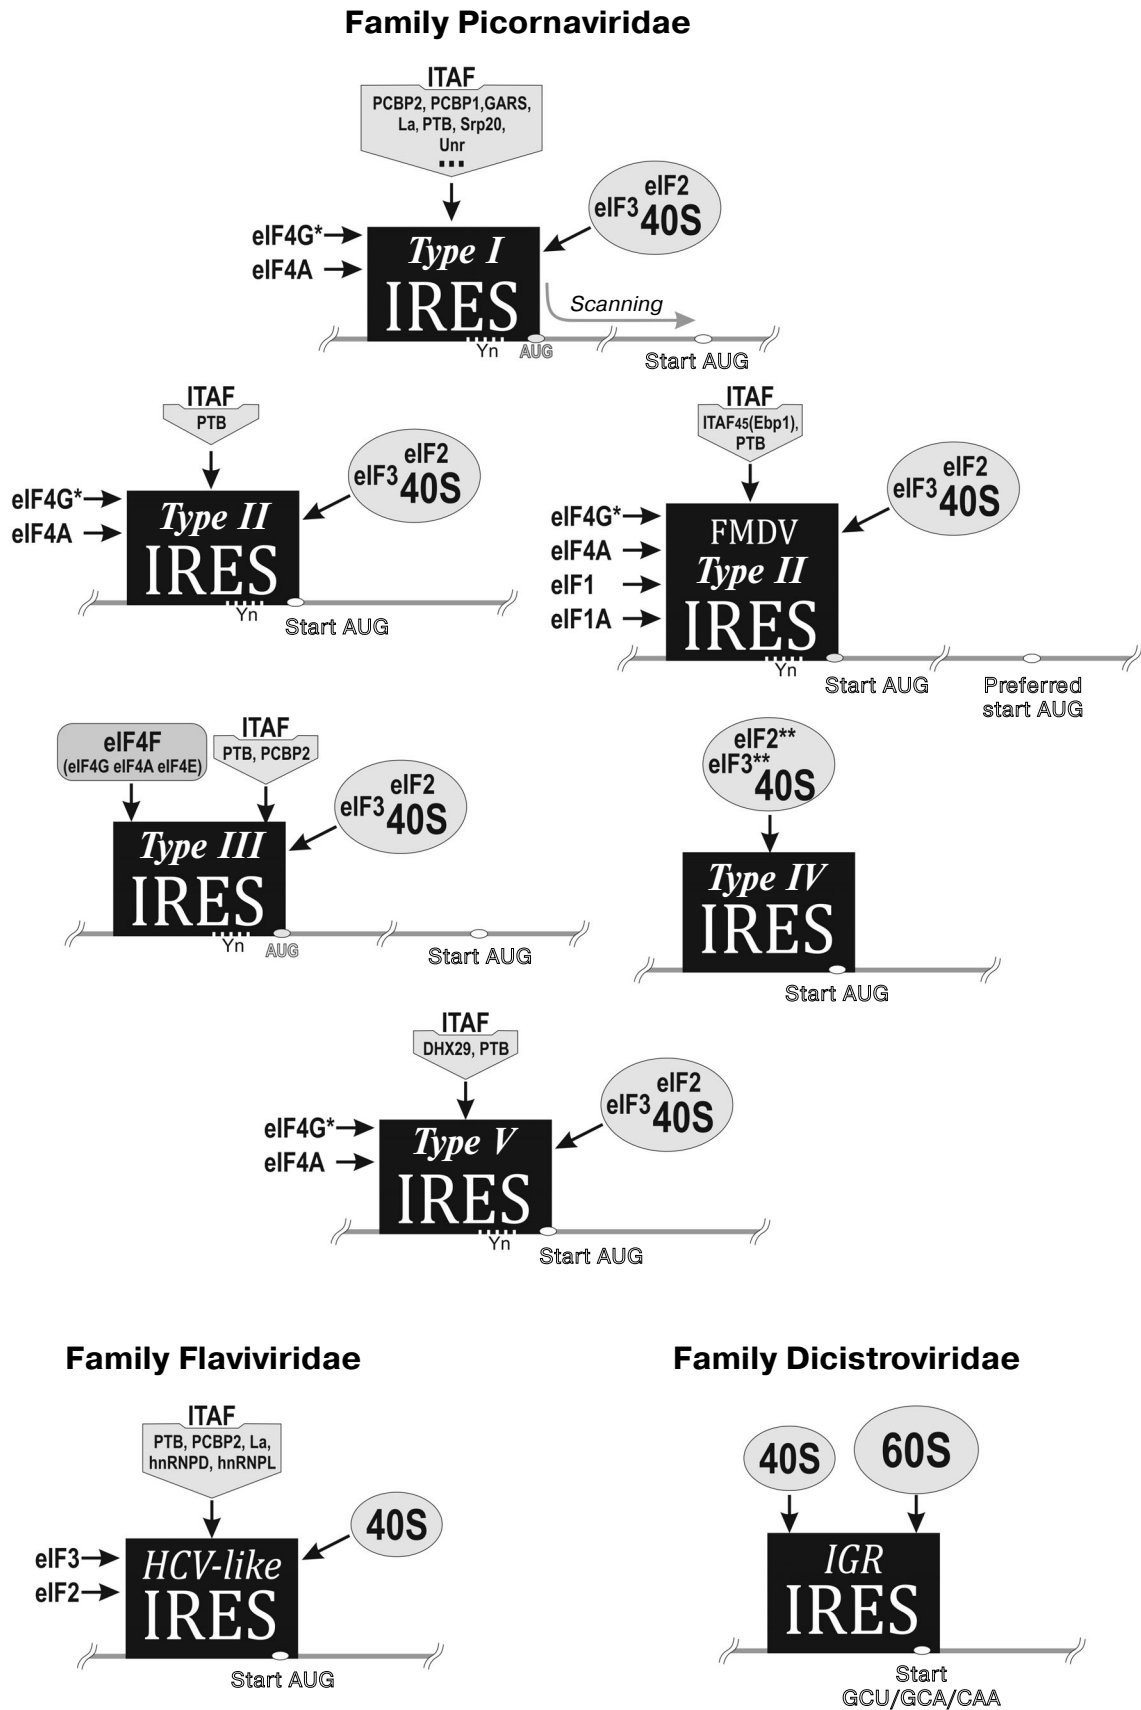 Family Picornaviridae
ITAF
PCBP2, PCBP1,GARS,
La, PTB, Srp20,
Unr
...
eIF2
eIF3 40S
eIF4G*
eIF4A
Type I
IRES
Scanning
Yn
AUG
Start AUG
ITAF
PTB
eIF2
eIF3 40S
eIF4G*
eIF4A
Type II
IRES
Yn
Start AUG
ITAF
ITAF45(Ebp1),
PTB
eIF2
eIF3 40S
eIF4G*
eIF4A
eIF1
eIF1A
FMDV
Type II
IRES
Yn
Start AUG
Preferred
start AUG
eIF4F
(eIF4G eIF4A eIF4E)
ITAF
PTB, PCBP2
eIF2
eIF3 40S
Type III
IRES
Yn
AUG
Start AUG
eIF2**
eIF3**
40S
Type IV
IRES
Start AUG
ITAF
DHX29, PTB
eIF2
eIF3 40S
eIF4G*
eIF4A
Type V
IRES
Yn
Start AUG
Family Flaviviridae
ITAF
PTB, PCBP2, La,
hnRNPD, hnRNPL
40S
eIF3
eIF2
HCV-like
IRES
Start AUG
Family Dicistroviridae
40S
60S
IGR
IRES
Start
GCU/GCA/CAA